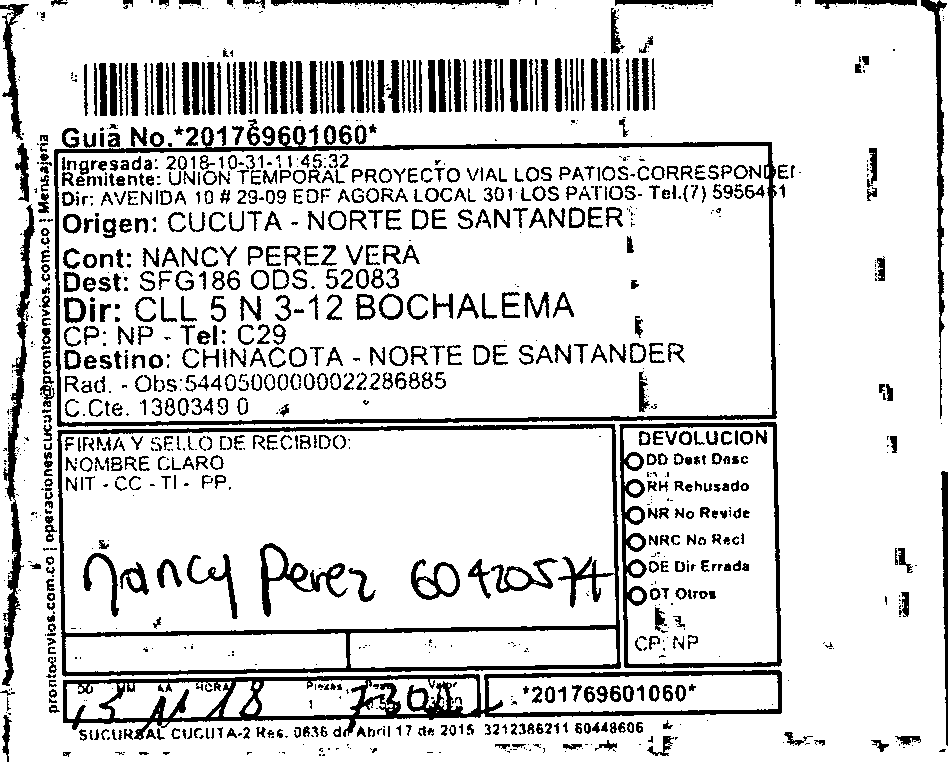 Guia No.*201769601060*
Ingresada: 2018-10-31-11:45:32
Remitente: UNION TEMPORAL PROYECTO VIAL LOS PATIOS-CORRESPONDEN
Dir: AVENIDA 10 # 29-09 EDF AGORA LOCAL 301 LOS PATIOS- Tel.(7) 5956461
Origen: CUCUTA - NORTE DE SANTANDER
Cont: NANCY PEREZ VERA
Dest: SFG186 ODS. 52083
Dir: CLL 5 N 3-12 BOCHALEMA
CP: NP - Tel: C29
Destino: CHINACOTA - NORTE DE SANTANDER
Rad. - Obs:54405000000022286885
C.Cte. 1380349 0
FIRMA Y SELLO DE RECIBIDO:
NOMBRE CLARO
NIT - CC - TI - PP.
Nancy Perez 60420574
DEVOLUCION
DD Dest Desc
RH Rehusado
NR No Reside
NRC No Recl
DE Dir Errada
OT Otros
CP: NP
DD MM AA HORA Piezas Valor
15 11 18 1
*201769601060*
SUCURSAL CUCUTA-2 Res. 0636 de Abril 17 de 2015 3212386211 60448606
prontoenvios.com.co | operacionescucuta@prontoenvios.com.co | Mensajeria